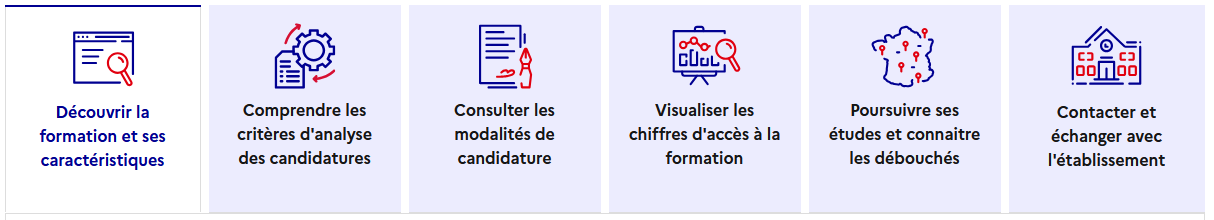 Découvrir la
formation et ses
caractéristiques
Comprendre les
critères d'analyse
des candidatures
Consulter les
modalités de
candidature
Visualiser les
chiffres d'accès à la
formation
Poursuivre ses
études et connaitre
les débouchés
Contacter et
échanger avec
l'établissement